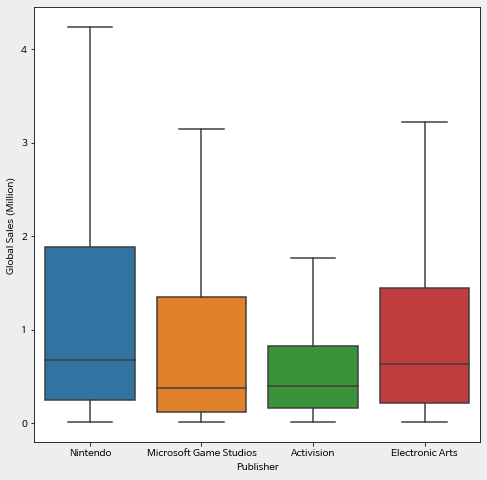 Global Sales (Million)
4
3
2
1
0
Nintendo
Microsoft Game Studios
Activision
Electronic Arts
Publisher